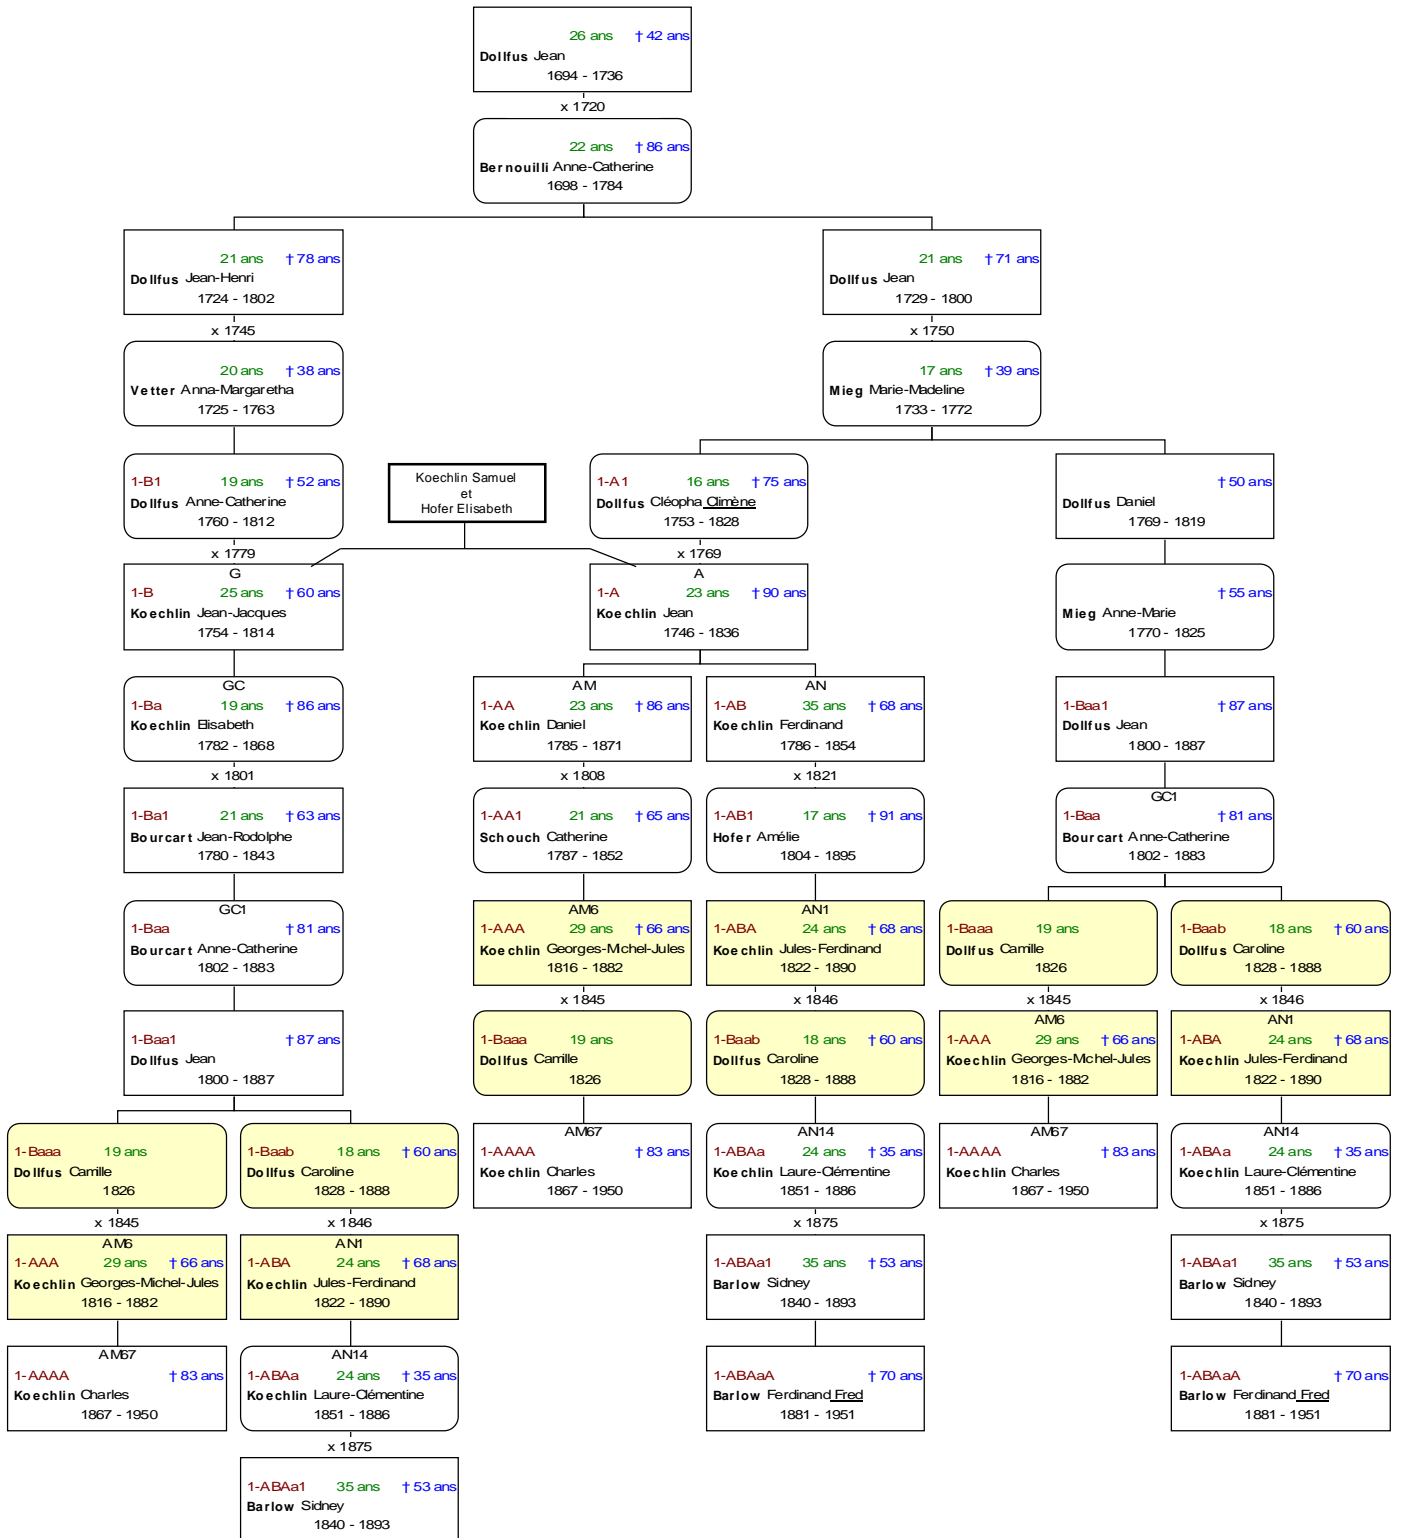 26 ans † 42 ans
Dollfus Jean
1694 - 1736
x 1720
22 ans † 86 ans
Bernouilli Anne-Catherine
1698 - 1784
21 ans † 78 ans
Dollfus Jean-Henri
1724 - 1802
x 1745
20 ans † 38 ans
Vetter Anna-Margaretha
1725 - 1763
21 ans † 71 ans
Dollfus Jean
1729 - 1800
x 1750
17 ans † 39 ans
Mieg Marie-Madeline
1733 - 1772
1-B1 19 ans † 52 ans
Dollfus Anne-Catherine
1760 - 1812
x 1779
G
1-B 25 ans † 60 ans
Koechlin Jean-Jacques
1754 - 1814
Koechlin Samuel
et
Hofer Elisabeth
1-A1 16 ans † 75 ans
Dollfus Cléopha Climène
1753 - 1828
x 1769
A
1-A 23 ans † 90 ans
Koechlin Jean
1746 - 1836
† 50 ans
Dollfus Daniel
1769 - 1819
† 55 ans
Mieg Anne-Marie
1770 - 1825
GC
1-Ba 19 ans † 86 ans
Koechlin Elisabeth
1782 - 1868
x 1801
1-Ba1 21 ans † 63 ans
Bourcart Jean-Rodolphe
1780 - 1843
GC1
1-Baa † 81 ans
Bourcart Anne-Catherine
1802 - 1883
1-Baa1 † 87 ans
Dollfus Jean
1800 - 1887
1-Baaa 19 ans
Dollfus Camille
1826
x 1845
AM6
1-AAA 29 ans † 66 ans
Koechlin Georges-Michel-Jules
1816 - 1882
AM67
1-AAAA † 83 ans
Koechlin Charles
1867 - 1950
1-Baab 18 ans † 60 ans
Dollfus Caroline
1828 - 1888
x 1846
AN1
1-ABA 24 ans † 68 ans
Koechlin Jules-Ferdinand
1822 - 1890
AN14
1-ABAa 24 ans † 35 ans
Koechlin Laure-Clémentine
1851 - 1886
x 1875
1-ABAa1 35 ans † 53 ans
Barlow Sidney
1840 - 1893
AM
1-AA 23 ans † 86 ans
Koechlin Daniel
1785 - 1871
x 1808
1-AA1 21 ans † 65 ans
Schouch Catherine
1787 - 1852
AM6
1-AAA 29 ans † 66 ans
Koechlin Georges-Michel-Jules
1816 - 1882
x 1845
1-Baaa 19 ans
Dollfus Camille
1826
AM67
1-AAAA † 83 ans
Koechlin Charles
1867 - 1950
AN
1-AB 35 ans † 68 ans
Koechlin Ferdinand
1786 - 1854
x 1821
1-AB1 17 ans † 91 ans
Hofer Amélie
1804 - 1895
AN1
1-ABA 24 ans † 68 ans
Koechlin Jules-Ferdinand
1822 - 1890
x 1846
1-Baab 18 ans † 60 ans
Dollfus Caroline
1828 - 1888
AN14
1-ABAa 24 ans † 35 ans
Koechlin Laure-Clémentine
1851 - 1886
x 1875
1-ABAa1 35 ans † 53 ans
Barlow Sidney
1840 - 1893
1-ABAaA † 70 ans
Barlow Ferdinand Fred
1881 - 1951
1-Baa1 † 87 ans
Dollfus Jean
1800 - 1887
GC1
1-Baa † 81 ans
Bourcart Anne-Catherine
1802 - 1883
1-Baaa 19 ans
Dollfus Camille
1826
x 1845
AM6
1-AAA 29 ans † 66 ans
Koechlin Georges-Michel-Jules
1816 - 1882
AM67
1-AAAA † 83 ans
Koechlin Charles
1867 - 1950
1-Baab 18 ans † 60 ans
Dollfus Caroline
1828 - 1888
x 1846
AN1
1-ABA 24 ans † 68 ans
Koechlin Jules-Ferdinand
1822 - 1890
AN14
1-ABAa 24 ans † 35 ans
Koechlin Laure-Clémentine
1851 - 1886
x 1875
1-ABAa1 35 ans † 53 ans
Barlow Sidney
1840 - 1893
1-ABAaA † 70 ans
Barlow Ferdinand Fred
1881 - 1951